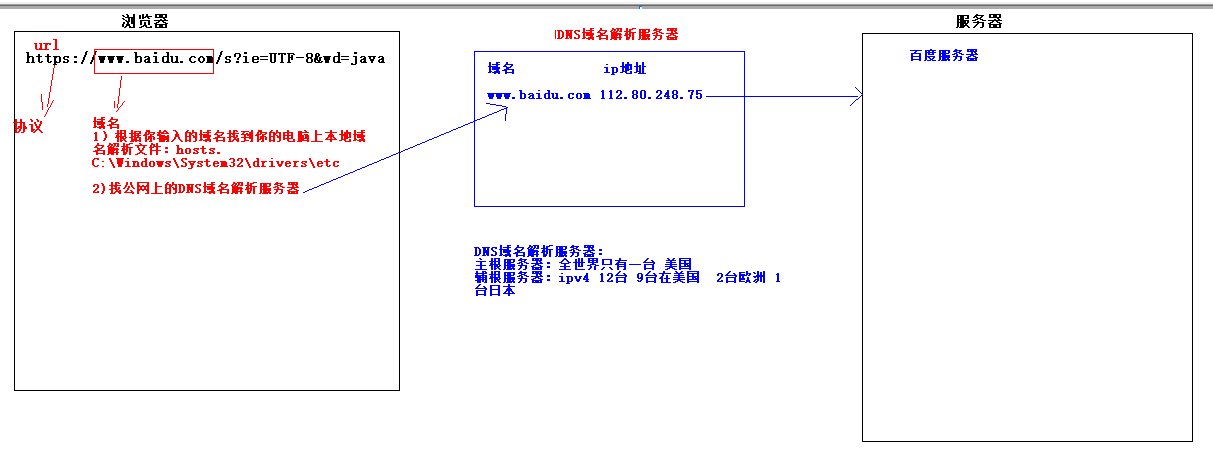 浏览器
url
https://www.baidu.com/s?ie=UTF-8&wd=java
协议
域名
1）根据你输入的域名找到你的电脑上本地域
名解析文件：hosts.
C:\Windows\System32\drivers\etc
2)找公网上的DNS域名解析服务器
DNS域名解析服务器
域名 ip地址
www.baidu.com 112.80.248.75
DNS域名解析服务器：
主根服务器：全世界只有一台 美国
辅根服务器：ipv4 12台 9台在美国 2台欧洲 1
台日本
服务器
百度服务器